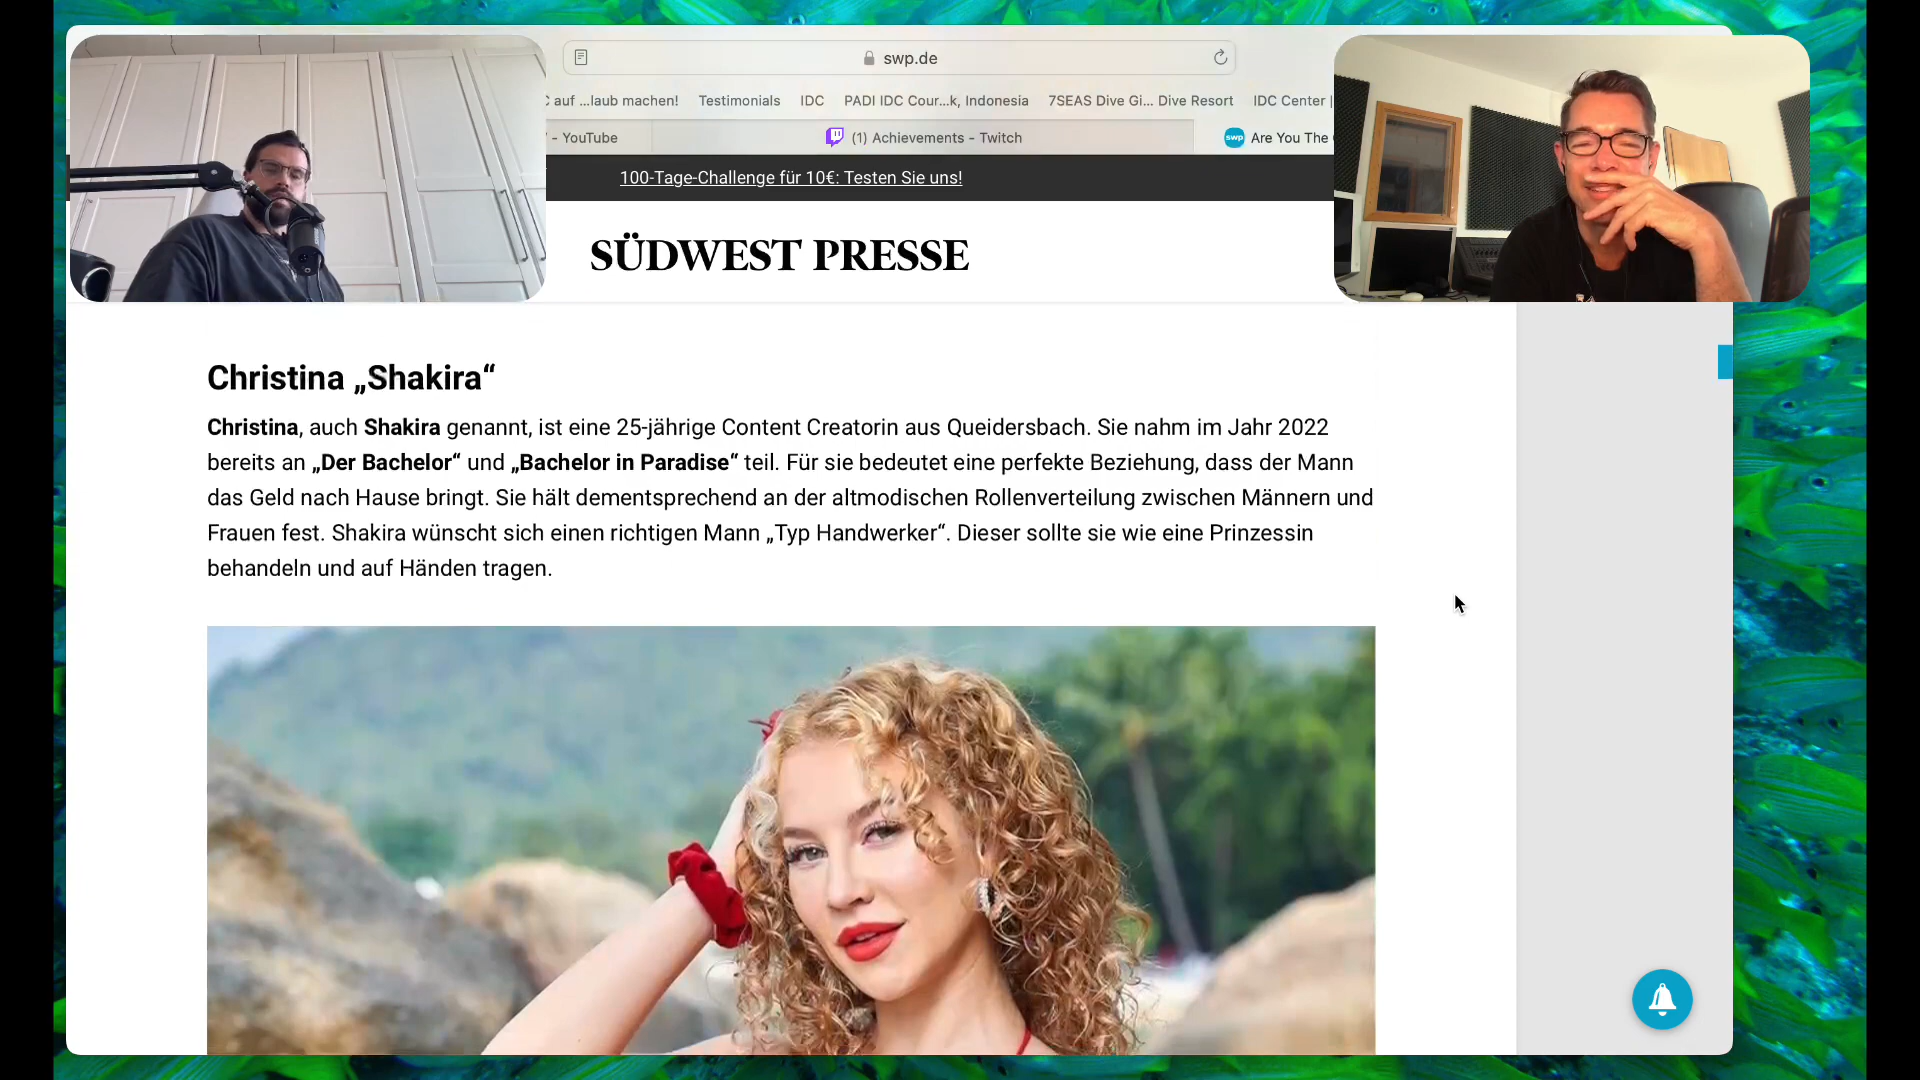 swp.de
C auf ...laub machen! Testimonials IDC PADI IDC Cour...k, Indonesia 7SEAS Dive Gi... Dive Resort IDC Center |
- YouTube (1) Achievements - Twitch swp Are You The
100-Tage-Challenge für 10€: Testen Sie uns!
SÜDWEST PRESSE
Christina „Shakira“
Christina, auch Shakira genannt, ist eine 25-jährige Content Creatorin aus Queidersbach. Sie nahm im Jahr 2022
bereits an „Der Bachelor“ und „Bachelor in Paradise“ teil. Für sie bedeutet eine perfekte Beziehung, dass der Mann
das Geld nach Hause bringt. Sie hält dementsprechend an der altmodischen Rollenverteilung zwischen Männern und
Frauen fest. Shakira wünscht sich einen richtigen Mann „Typ Handwerker“. Dieser sollte sie wie eine Prinzessin
behandeln und auf Händen tragen.